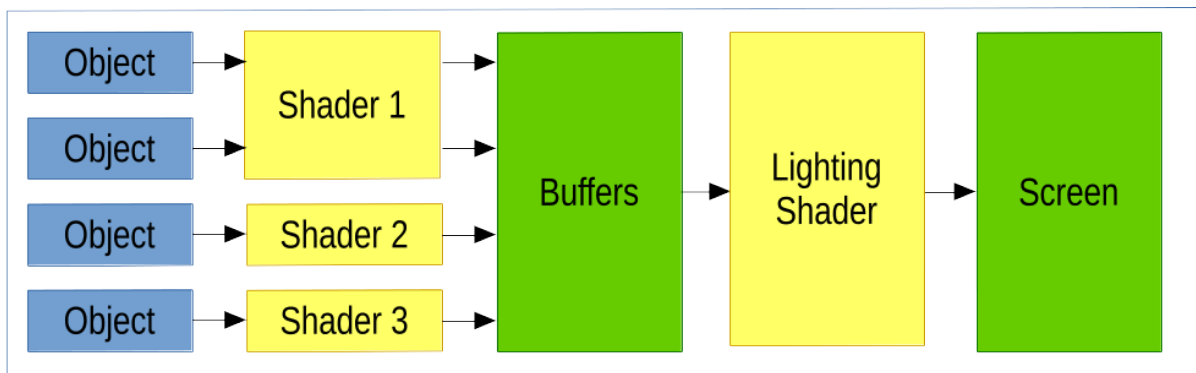 Object
Object
Object
Object
Shader 1
Shader 2
Shader 3
Buffers
Lighting
Shader
Screen